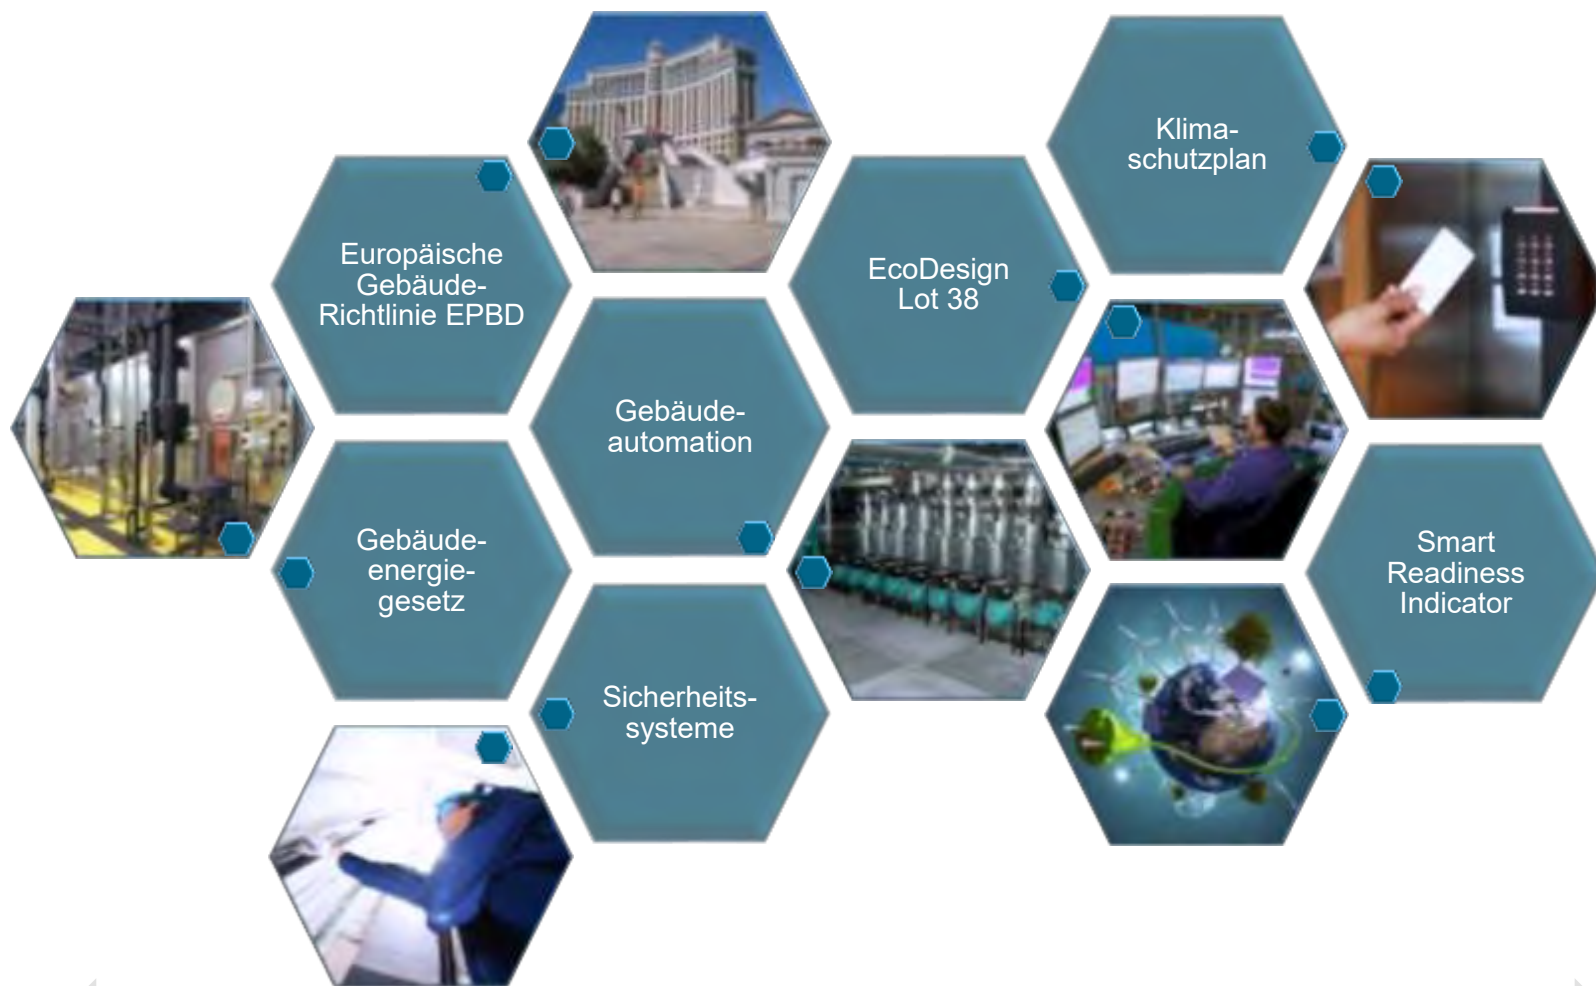 Klima-
schutzplan
Europäische
Gebäude-
Richtlinie EPBD
EcoDesign
Lot 38
Gebäude-
automation
Gebäude-
energie-
gesetz
Smart
Readiness
Indicator
Sicherheits-
systeme